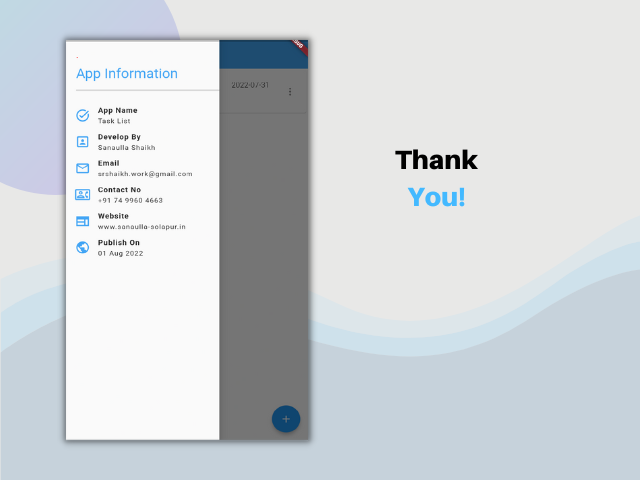 App Information
2022-07-31
App Name
Task List
Develop By
Sanaulla Shaikh
Email
srshaikh.work@gmail.com
Contact No
+91 74 9960 4663
Website
www.sanaulla-solapur.in
Publish On
01 Aug 2022
Thank
You!